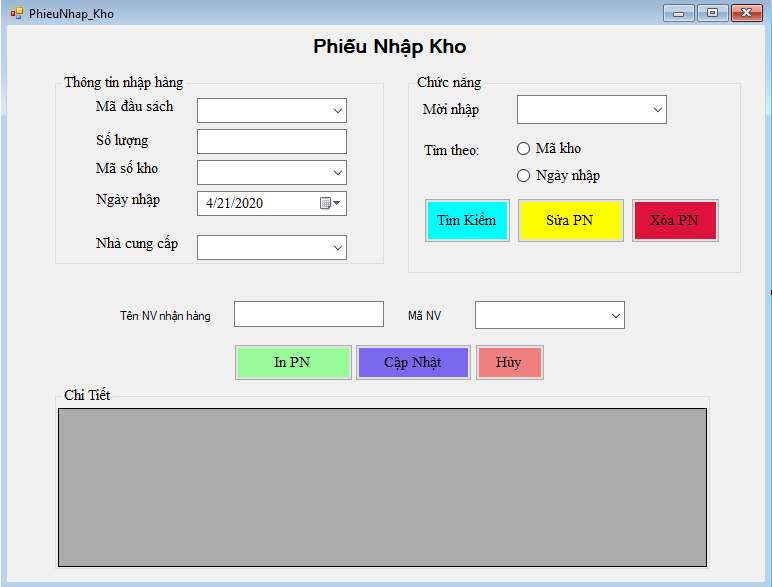 PhieuNhap_Kho
Phiếu Nhập Kho
Thông tin nhập hàng
Mã đầu sách
Số lượng
Mã số kho
Ngày nhập
4/21/2020
Nhà cung cấp
Chức năng
Mời nhập
Tìm theo:
Mã kho
Ngày nhập
Tìm Kiếm
Sửa PN
Xóa PN
Tên NV nhận hàng
Mã NV
In PN
Cập Nhật
Hủy
Chi Tiết